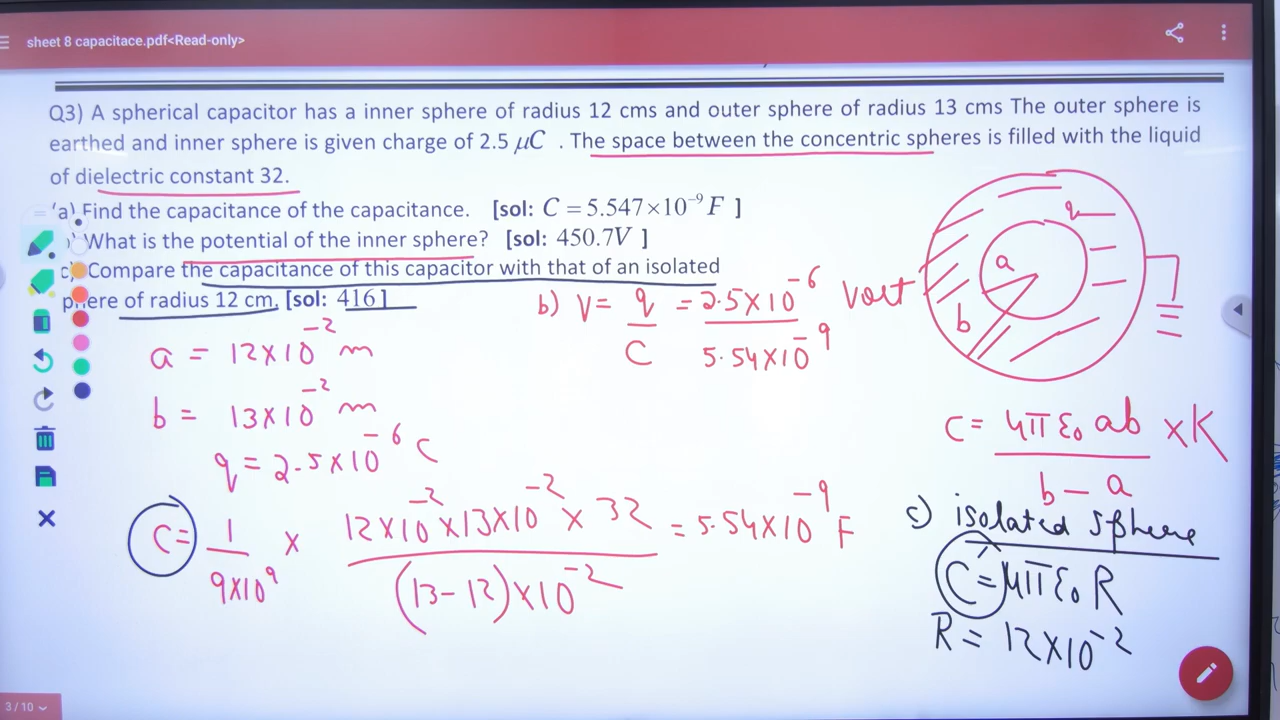 sheet 8 capacitace.pdf<Read-only>
Q3) A spherical capacitor has a inner sphere of radius 12 cms and outer sphere of radius 13 cms The outer sphere is
earthed and inner sphere is given charge of 2.5 μC . The space between the concentric spheres is filled with the liquid
of dielectric constant 32.
a) Find the capacitance of the capacitance. [sol: C = 5.547×10⁻⁹ F ]
) What is the potential of the inner sphere? [sol: 450.7V ]
c) Compare the capacitance of this capacitor with that of an isolated
phere of radius 12 cm. [sol: 416]
q
a
b
b) V = q/C = 2.5×10⁻⁶ / 5.54×10⁻⁹ Vort
a = 12×10⁻² m
b = 13×10⁻² m
q = 2.5×10⁻⁶ C
C = 4πε₀ ab / b - a × K
C = 1/9×10⁹ × 12×10⁻² × 13×10⁻² × 32 / (13-12)×10⁻² = 5.54×10⁻⁹ F
c) isolated sphere
C = 4πε₀ R
R = 12×10⁻²
3 / 10